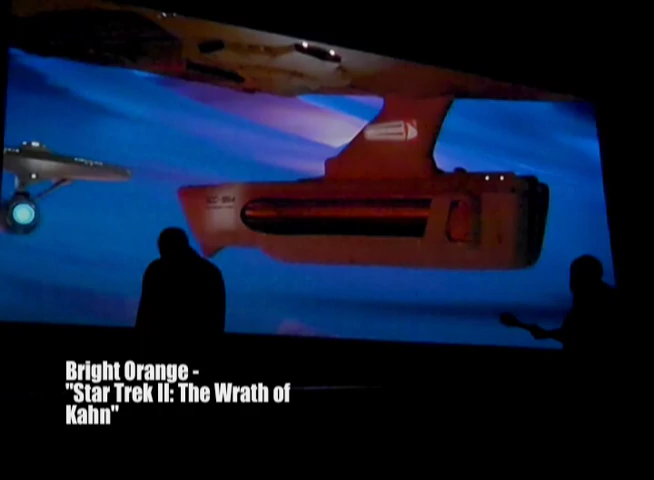 Bright Orange -
"Star Trek II: The Wrath of
Kahn"